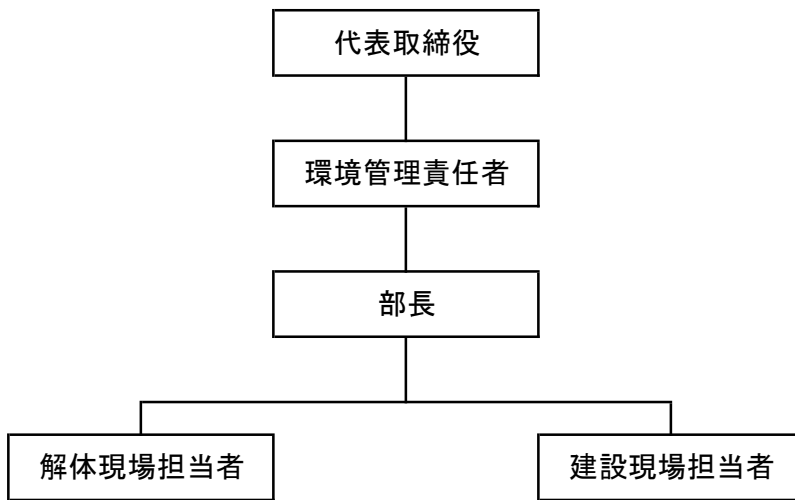 代表取締役
環境管理責任者
部長
解体現場担当者
建設現場担当者